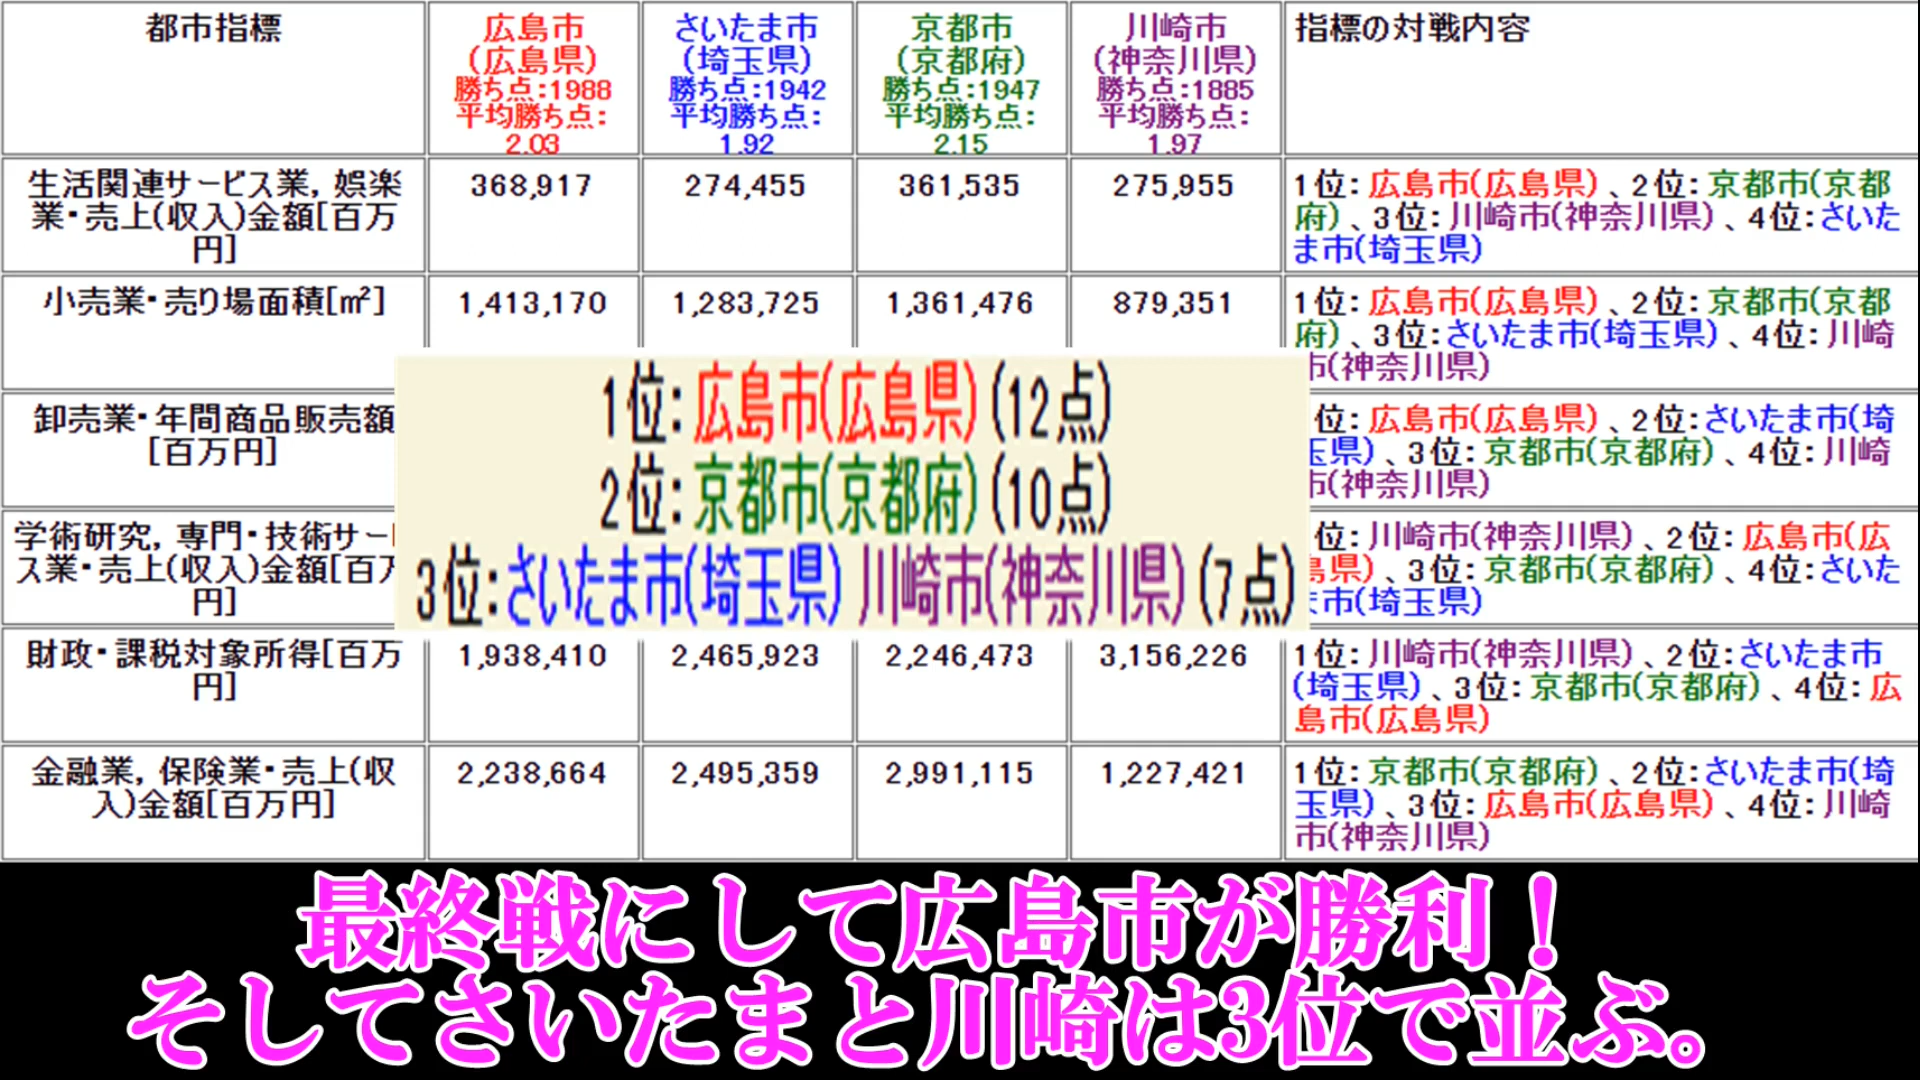 都市指標
広島市
(広島県)
勝ち点:1988
平均勝ち点:
2.03
さいたま市
(埼玉県)
勝ち点:1942
平均勝ち点:
1.92
京都市
(京都府)
勝ち点:1947
平均勝ち点:
2.15
川崎市
(神奈川県)
勝ち点:1885
平均勝ち点:
1.97
指標の対戦内容
生活関連サービス業, 娯楽
業・売上(収入)金額[百万
円]
368,917
274,455
361,535
275,955
1位: 広島市(広島県) 、2位: 京都市(京都
府) 、3位: 川崎市(神奈川県) 、4位: さいた
ま市(埼玉県)
小売業・売り場面積[㎡]
1,413,170
1,283,725
1,361,476
879,351
1位: 広島市(広島県) 、2位: 京都市(京都
府) 、3位: さいたま市(埼玉県) 、4位: 川崎
市(神奈川県)
卸売業・年間商品販売額
[百万円]
位: 広島市(広島県) 、2位: さいたま市(埼
玉県) 、3位: 京都市(京都府) 、4位: 川崎
市(神奈川県)
学術研究, 専門・技術サー
ス業・売上(収入)金額[百万
円]
位: 川崎市(神奈川県) 、2位: 広島市(広
島県) 、3位: 京都市(京都府) 、4位: さいた
ま市(埼玉県)
1位: 広島市(広島県) (12点)
2位: 京都市(京都府) (10点)
3位: さいたま市(埼玉県) 川崎市(神奈川県) (7点)
財政・課税対象所得[百万
円]
1,938,410
2,465,923
2,246,473
3,156,226
1位: 川崎市(神奈川県) 、2位: さいたま市
(埼玉県) 、3位: 京都市(京都府) 、4位: 広
島市(広島県)
金融業, 保険業・売上(収
入)金額[百万円]
2,238,664
2,495,359
2,991,115
1,227,421
1位: 京都市(京都府) 、2位: さいたま市(埼
玉県) 、3位: 広島市(広島県) 、4位: 川崎
市(神奈川県)
最終戦にして広島市が勝利！
そしてさいたまと川崎は3位で並ぶ。